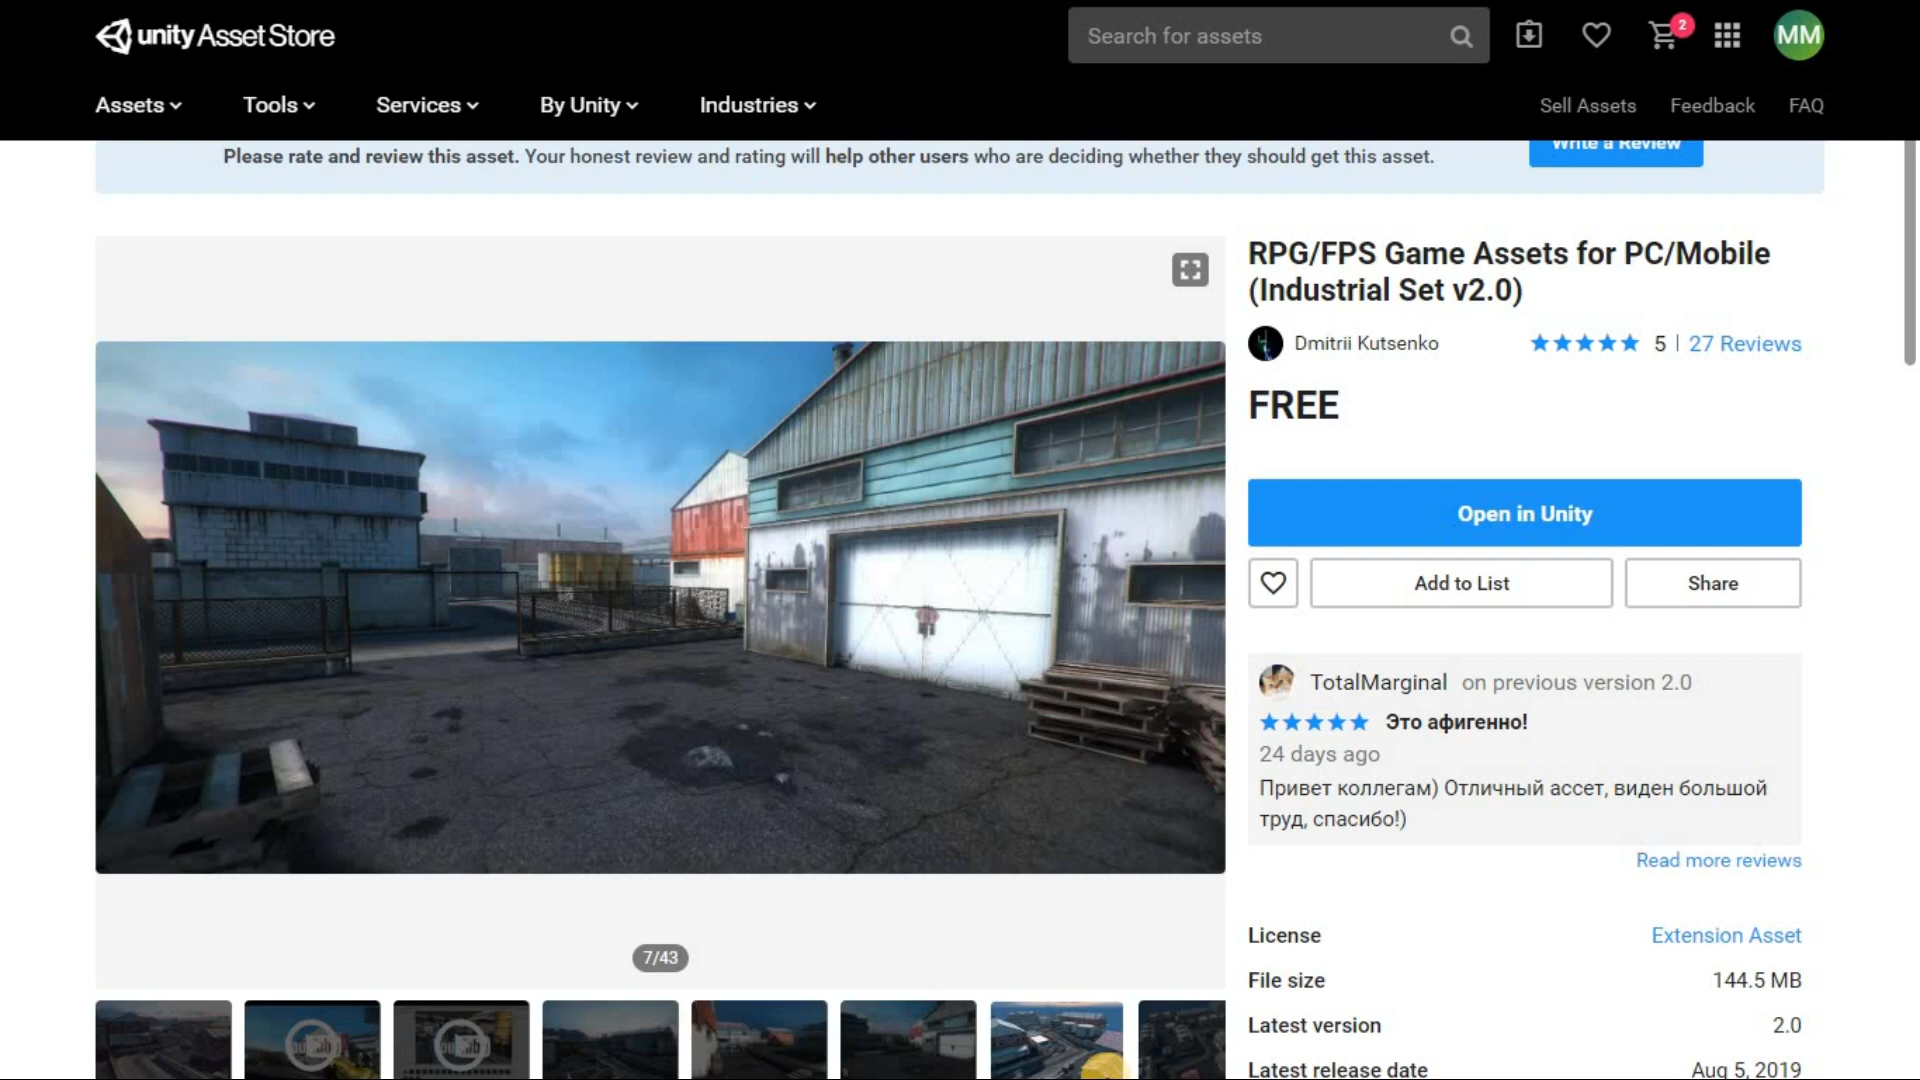 unity Asset Store
Search for assets
2
MM
Assets
Tools
Services
By Unity
Industries
Sell Assets
Feedback
FAQ
Please rate and review this asset. Your honest review and rating will help other users who are deciding whether they should get this asset.
Write a Review
RPG/FPS Game Assets for PC/Mobile
(Industrial Set v2.0)
Dmitrii Kutsenko
5 | 27 Reviews
FREE
Open in Unity
Add to List
Share
TotalMarginal on previous version 2.0
Это афигенно!
24 days ago
Привет коллегам) Отличный ассет, виден большой
труд, спасибо!)
Read more reviews
7/43
License
Extension Asset
File size
144.5 MB
Latest version
2.0
Latest release date
Aug 5, 2019